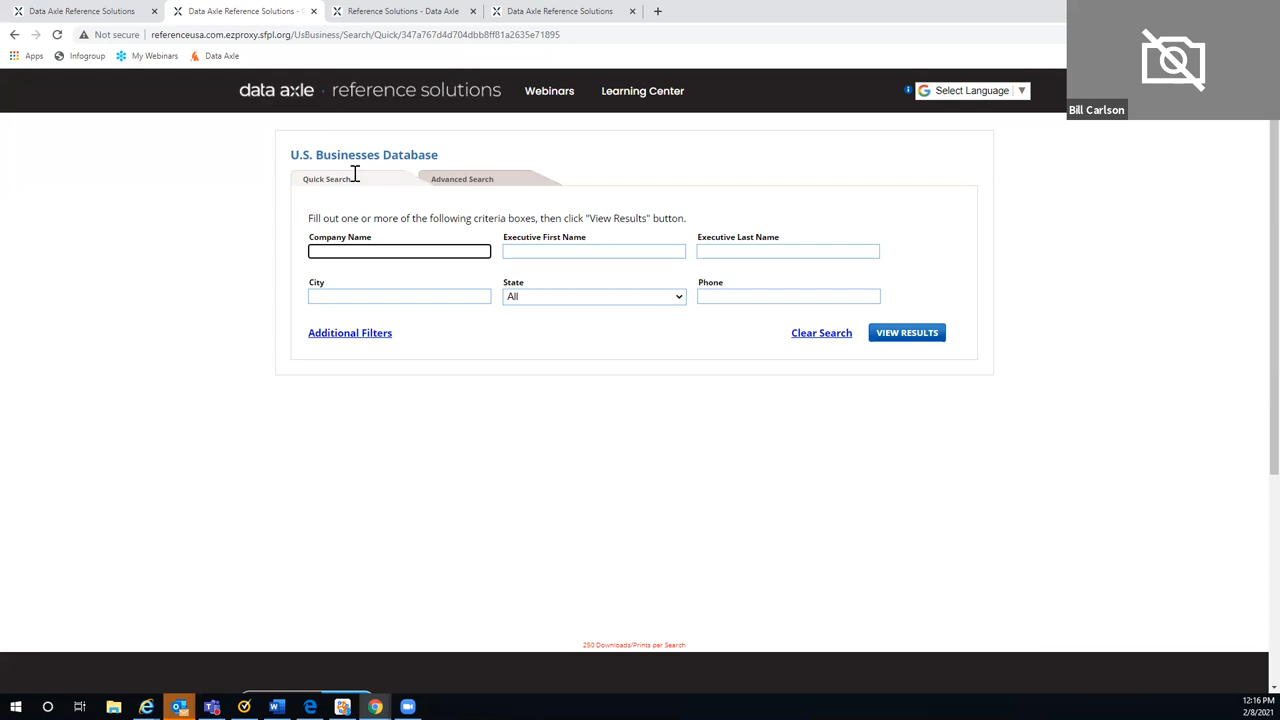 Data Axle Reference Solutions
Data Axle Reference Solutions - G
Reference Solutions - Data Axle
Data Axle Reference Solutions
Not secure
referenceusa.com.ezproxy.sfpl.org/UsBusiness/Search/Quick/347a767d4d704dbb8ff81a2635e71895
Apps
Infogroup
My Webinars
Data Axle
Bill Carlson
data axle · reference solutions
Webinars
Learning Center
Select Language
U.S. Businesses Database
Quick Search
Advanced Search
Fill out one or more of the following criteria boxes, then click "View Results" button.
Company Name
Executive First Name
Executive Last Name
City
State
Phone
All
Additional Filters
Clear Search
VIEW RESULTS
250 Downloads/Prints per Search
12:16 PM
2/8/2021